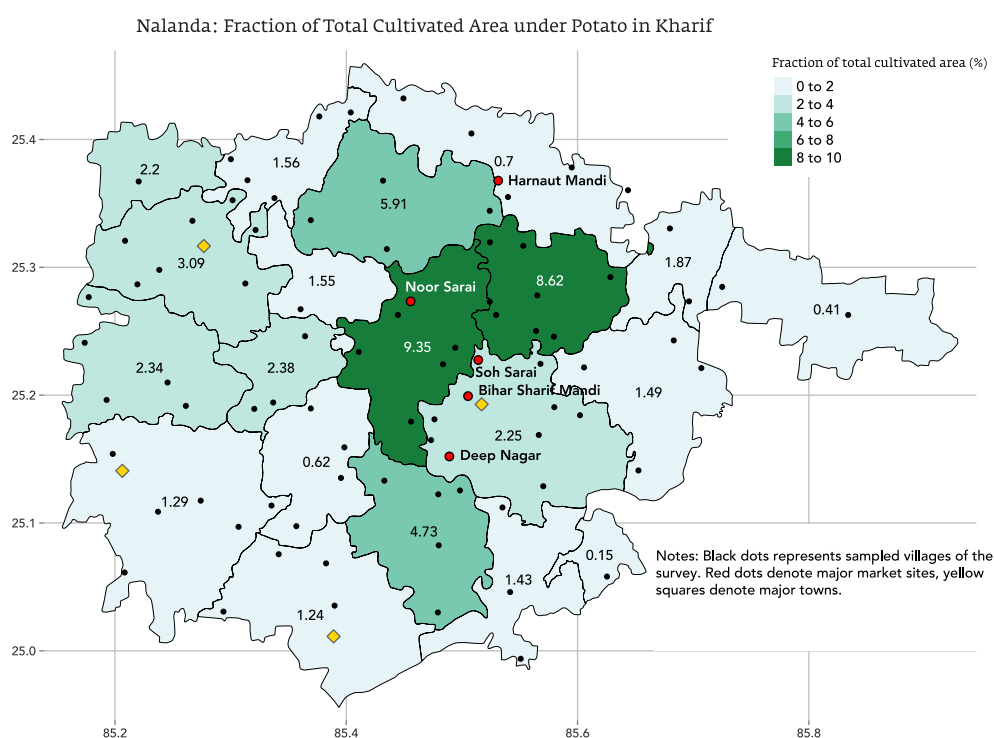 Nalanda: Fraction of Total Cultivated Area under Potato in Kharif
Fraction of total cultivated area (%)
0 to 2
2 to 4
4 to 6
6 to 8
8 to 10
25.4
25.3
25.2
25.1
25.0
2.2
1.56
0.7
Harnaut Mandi
5.91
3.09
1.55
Noor Sarai
8.62
1.87
0.41
9.35
2.34
2.38
Soh Sarai
Bihar Sharif Mandi
1.49
2.25
Deep Nagar
0.62
1.29
4.73
0.15
1.43
1.24
Notes: Black dots represents sampled villages of the
survey. Red dots denote major market sites, yellow
squares denote major towns.
85.2
85.4
85.6
85.8